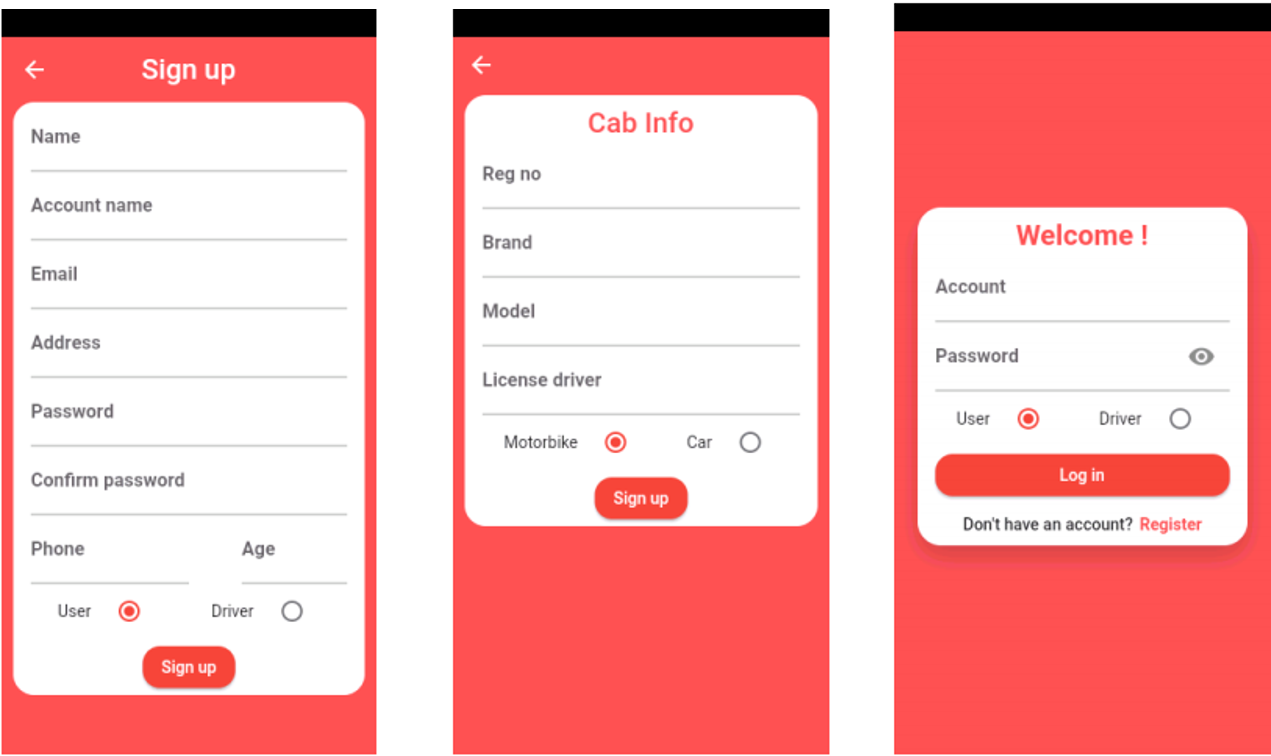 Sign up
Name
Account name
Email
Address
Password
Confirm password
Phone Age
User Driver
Sign up
Cab Info
Reg no
Brand
Model
License driver
Motorbike Car
Sign up
Welcome !
Account
Password
User Driver
Log in
Don't have an account? Register